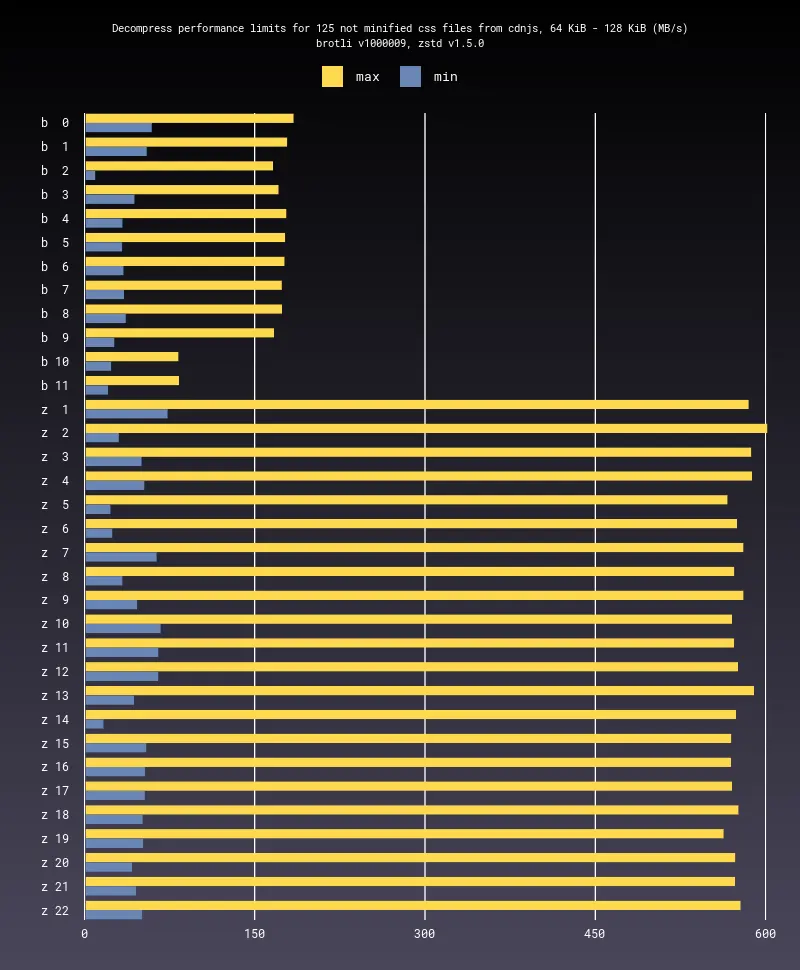 Decompress performance limits for 125 not minified css files from cdnjs, 64 KiB - 128 KiB (MB/s)
brotli v1000009, zstd v1.5.0
max min
b 0
b 1
b 2
b 3
b 4
b 5
b 6
b 7
b 8
b 9
b 10
b 11
z 1
z 2
z 3
z 4
z 5
z 6
z 7
z 8
z 9
z 10
z 11
z 12
z 13
z 14
z 15
z 16
z 17
z 18
z 19
z 20
z 21
z 22
0 150 300 450 600